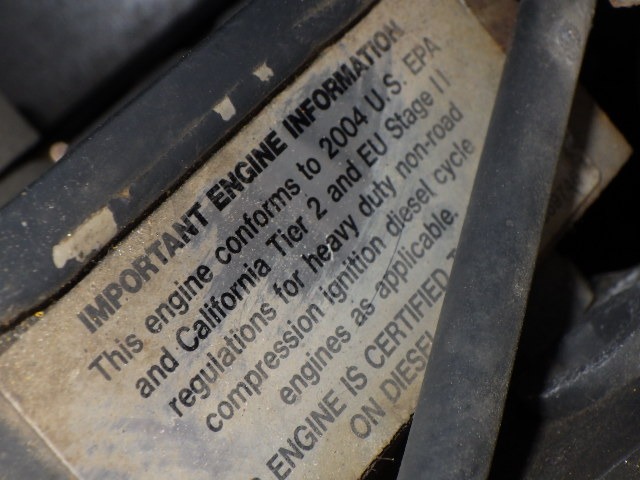 IMPORTANT ENGINE INFORMATION
This engine conforms to 2004 U.S. EPA
and California Tier 2 and EU Stage II
regulations for heavy duty non-road
compression ignition diesel cycle
engines as applicable.
ENGINE IS CERTIFIED
ON DIESEL